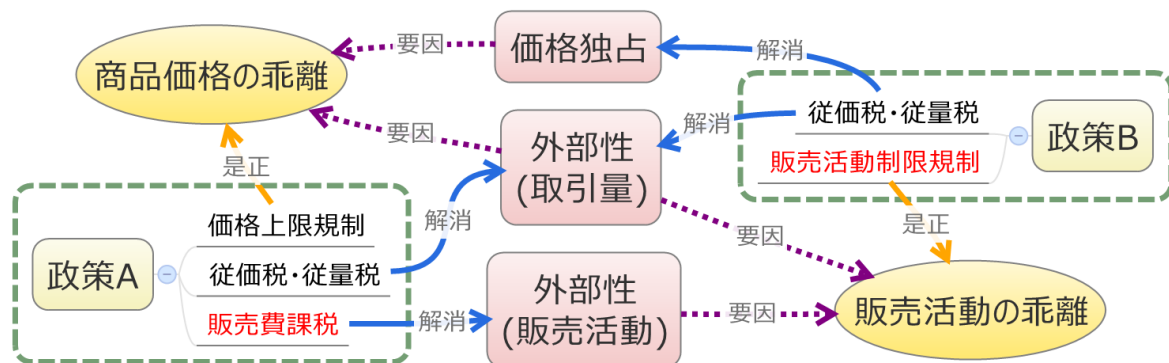 要因
価格独占
解消
商品価格の乖離
従価税・従量税
解消
政策B
要因
外部性
(取引量)
販売活動制限規制
是正
価格上限規制
解消
要因
是正
政策A
従価税・従量税
外部性
(販売活動)
販売費課税
解消
要因
販売活動の乖離